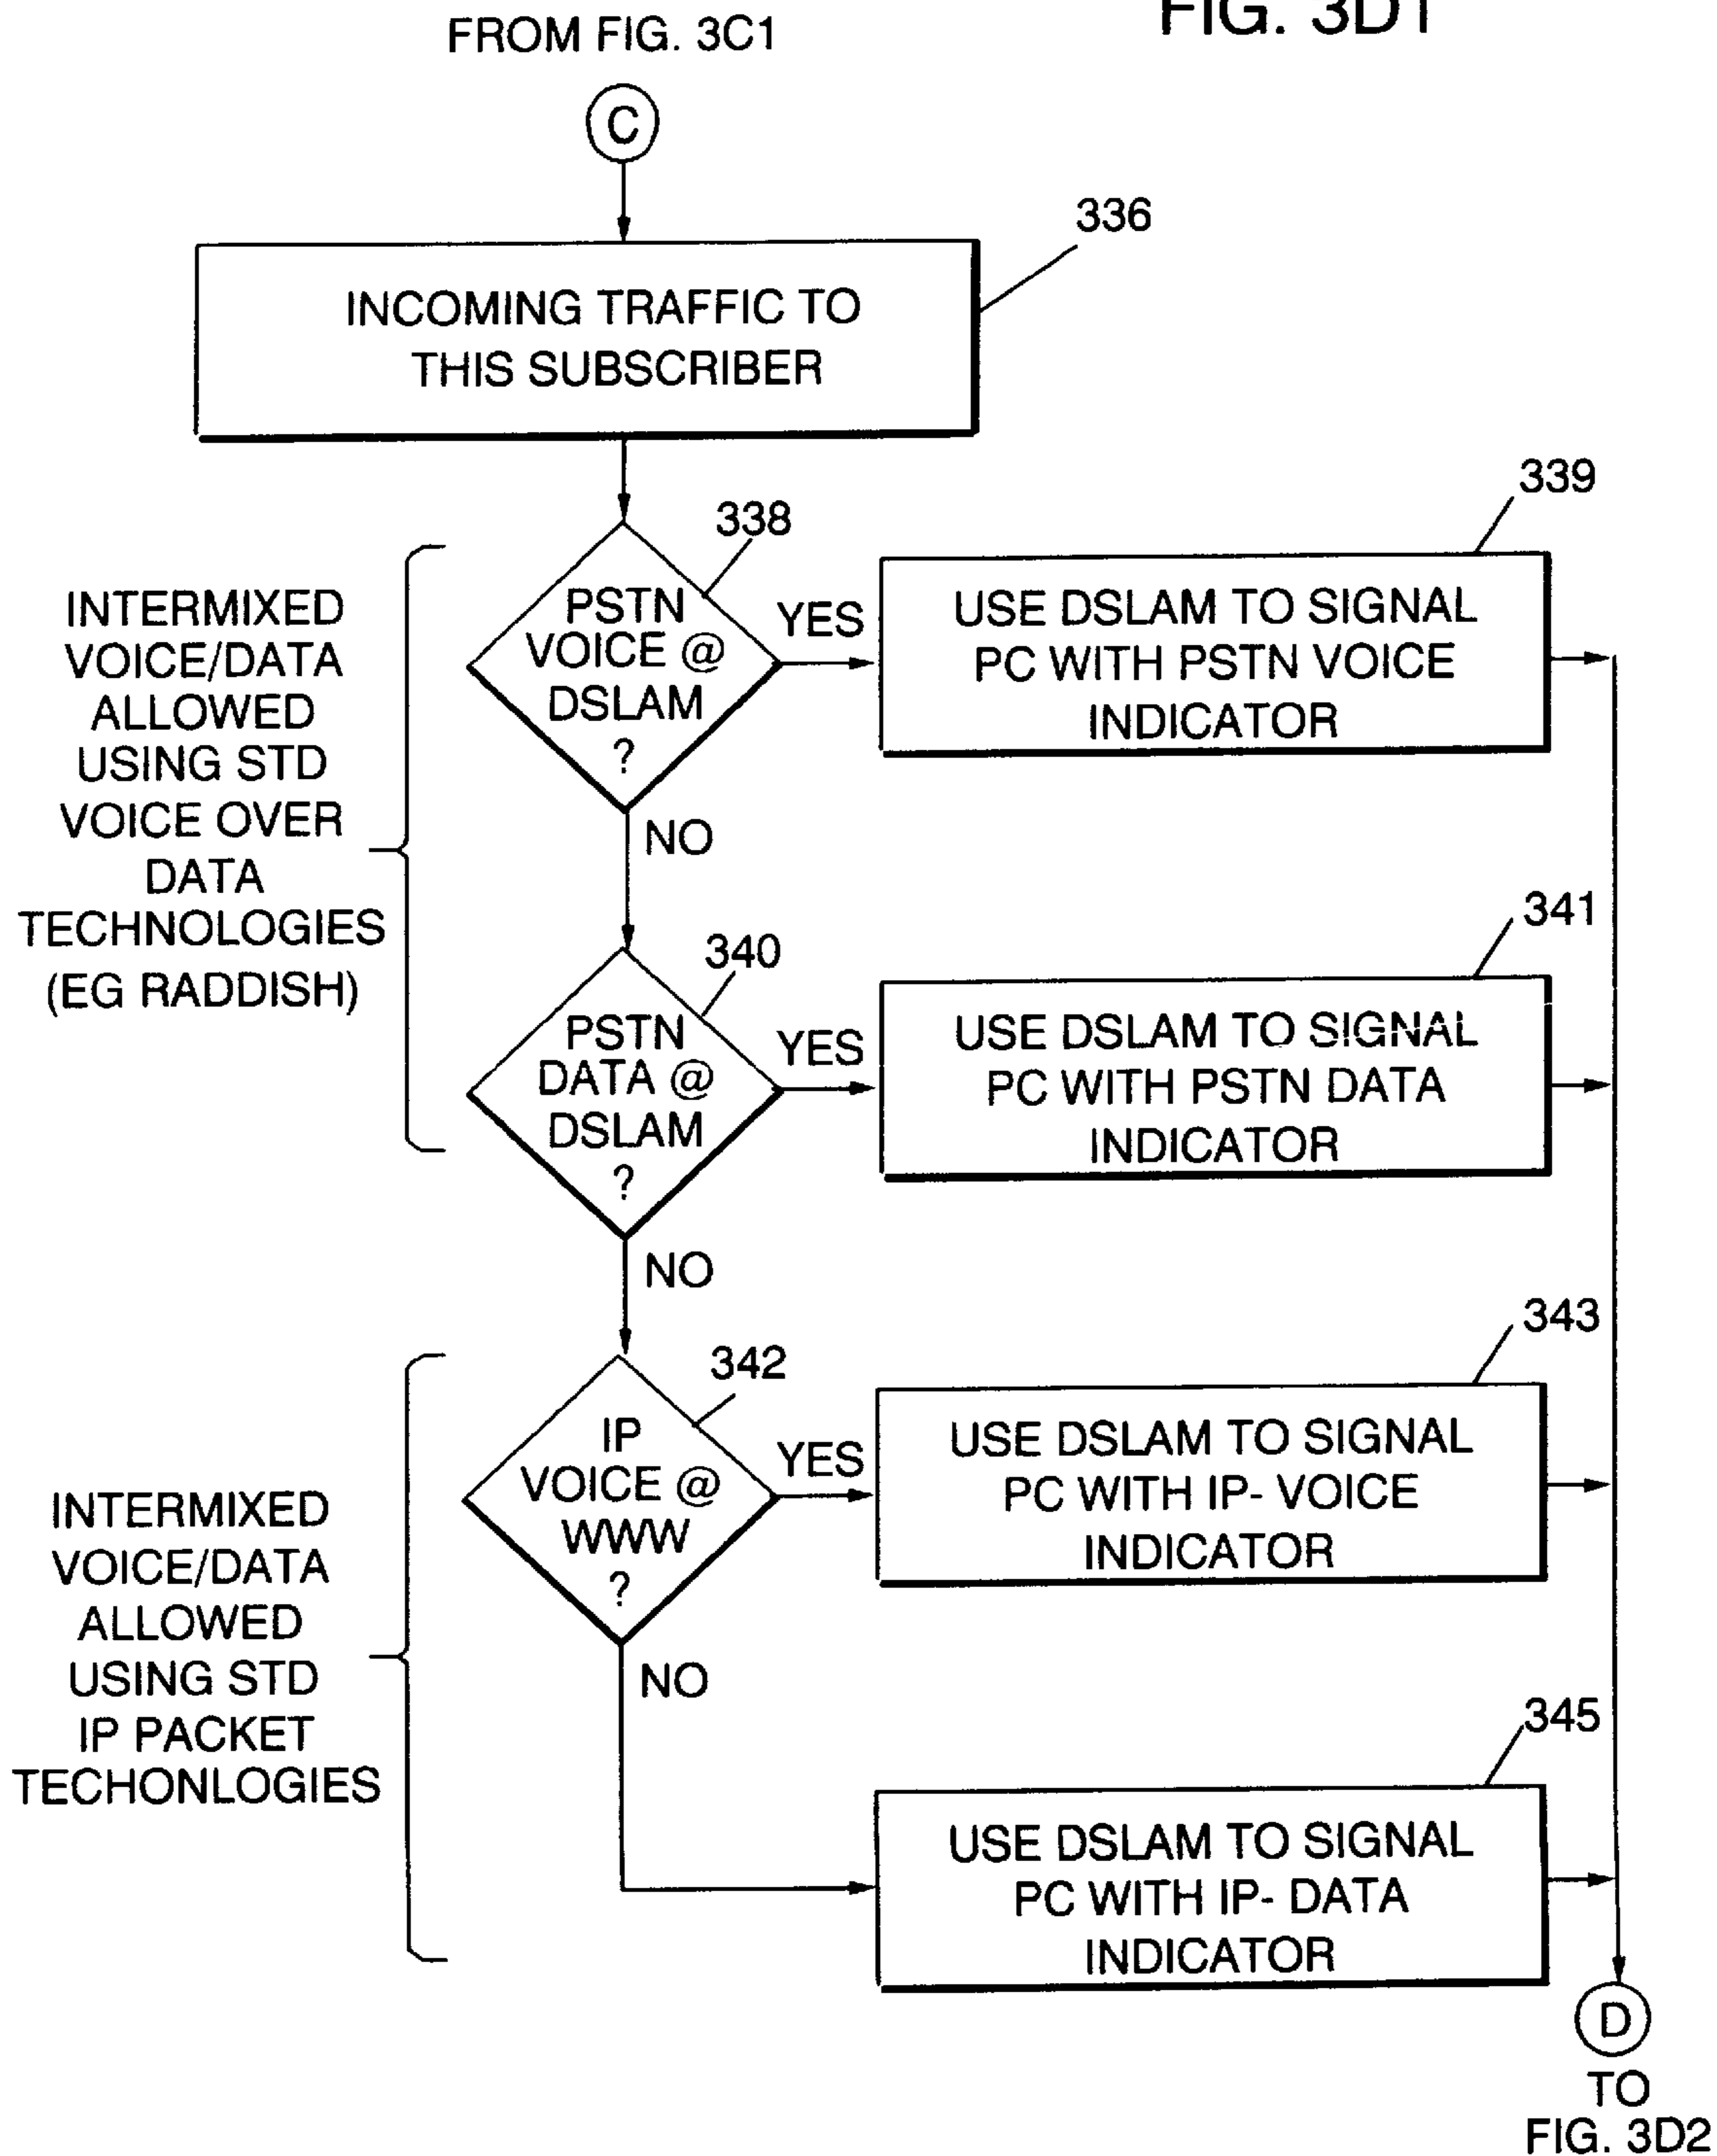 FIG. 3D1
FROM FIG. 3C1
C
336
INCOMING TRAFFIC TO
THIS SUBSCRIBER
INTERMIXED
VOICE/DATA
ALLOWED
USING STD
VOICE OVER
DATA
TECHNOLOGIES
(EG RADDISH)
338
PSTN
VOICE @
DSLAM
?
YES
NO
339
USE DSLAM TO SIGNAL
PC WITH PSTN VOICE
INDICATOR
340
PSTN
DATA @
DSLAM
?
YES
NO
341
USE DSLAM TO SIGNAL
PC WITH PSTN DATA
INDICATOR
INTERMIXED
VOICE/DATA
ALLOWED
USING STD
IP PACKET
TECHONLOGIES
342
IP
VOICE @
WWW
?
YES
NO
343
USE DSLAM TO SIGNAL
PC WITH IP- VOICE
INDICATOR
345
USE DSLAM TO SIGNAL
PC WITH IP- DATA
INDICATOR
D
TO
FIG. 3D2